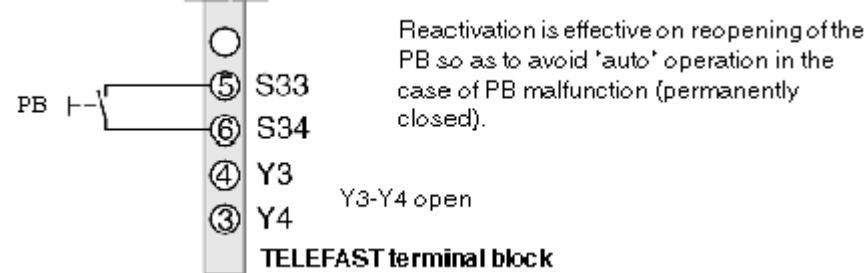 Reactivation is effective on reopening of the
PB so as to avoid 'auto' operation in the
case of PB malfunction (permanently
closed).
PB
5 S33
6 S34
4 Y3
3 Y4
Y3-Y4 open
TELEFAST terminal block